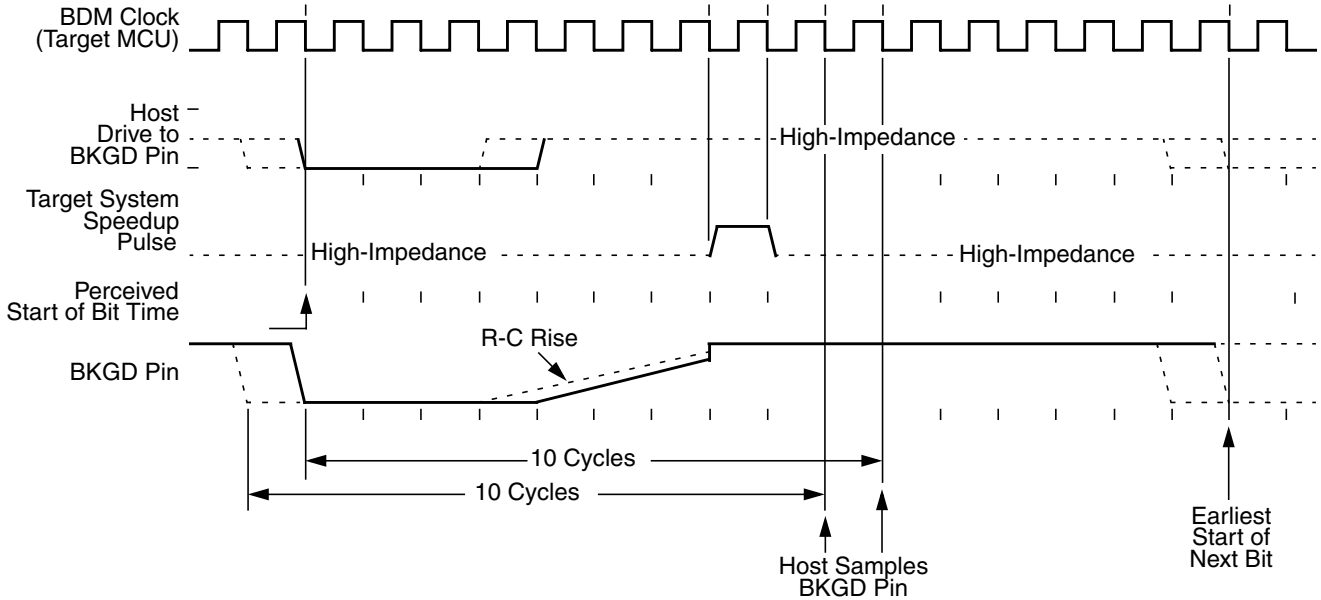 BDM Clock
(Target MCU)
Host
Drive to
BKGD Pin
High-Impedance
Target System
Speedup
Pulse
High-Impedance
High-Impedance
Perceived
Start of Bit Time
R-C Rise
BKGD Pin
10 Cycles
10 Cycles
Host Samples
BKGD Pin
Earliest
Start of
Next Bit